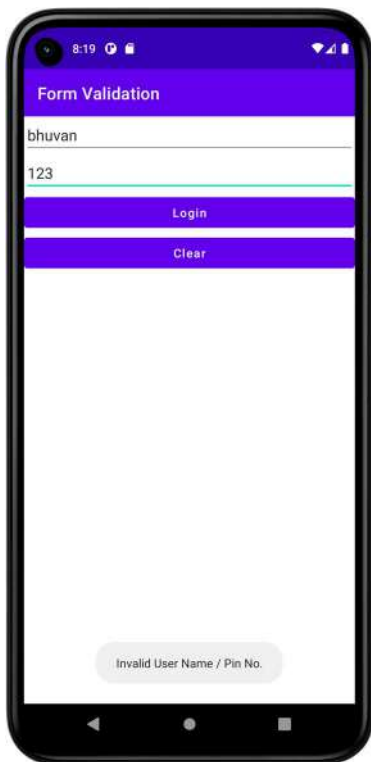 8:19
Form Validation
bhuvan
123
Login
Clear
Invalid User Name / Pin No.